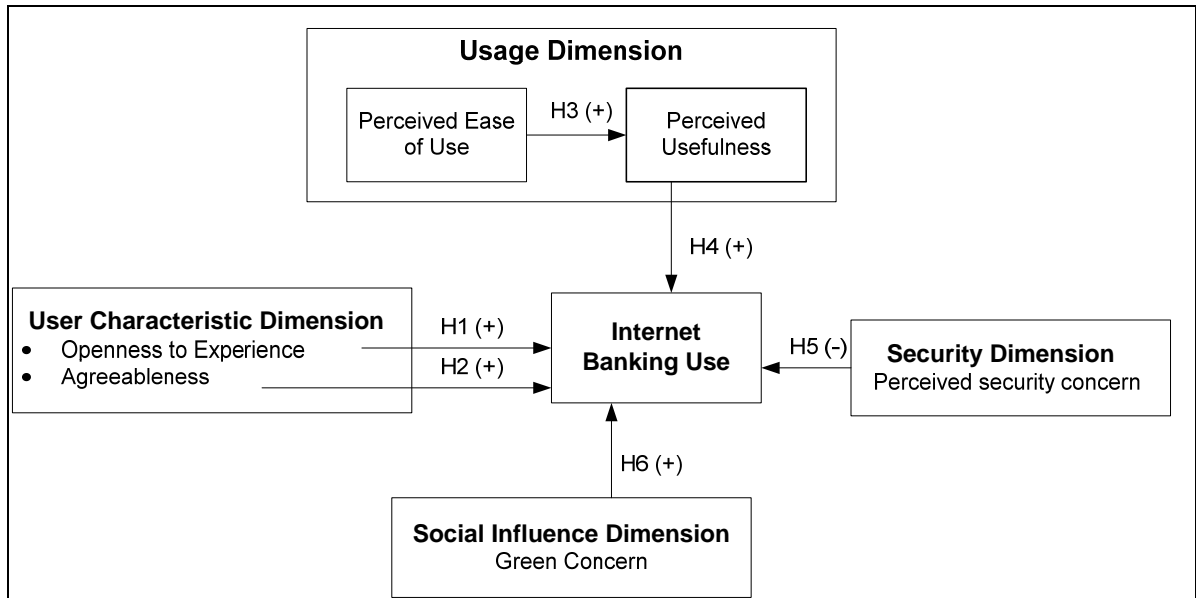 Usage Dimension
Perceived Ease
of Use
H3 (+)
Perceived
Usefulness
H4 (+)
User Characteristic Dimension
• Openness to Experience
• Agreeableness
H1 (+)
H2 (+)
Internet
Banking Use
H5 (-)
Security Dimension
Perceived security concern
H6 (+)
Social Influence Dimension
Green Concern